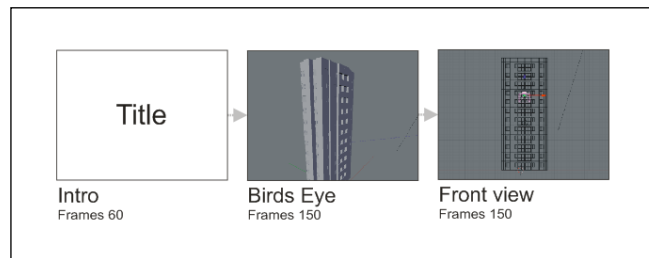 Title
Intro
Frames 60
Birds Eye
Frames 150
Front view
Frames 150